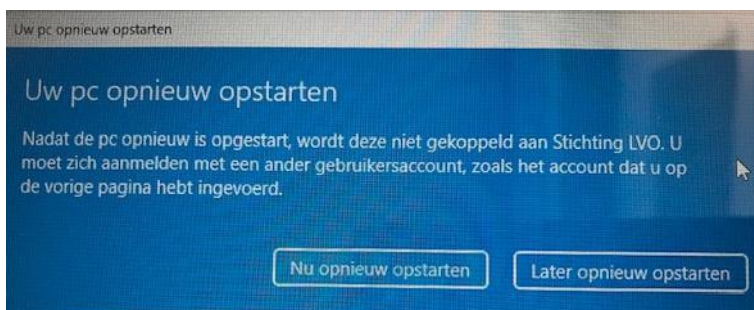 Uw pc opnieuw opstarten
Uw pc opnieuw opstarten
Nadat de pc opnieuw is opgestart, wordt deze niet gekoppeld aan Stichting LVO. U
moet zich aanmelden met een ander gebruikersaccount, zoals het account dat u op
de vorige pagina hebt ingevoerd.
Nu opnieuw opstarten
Later opnieuw opstarten